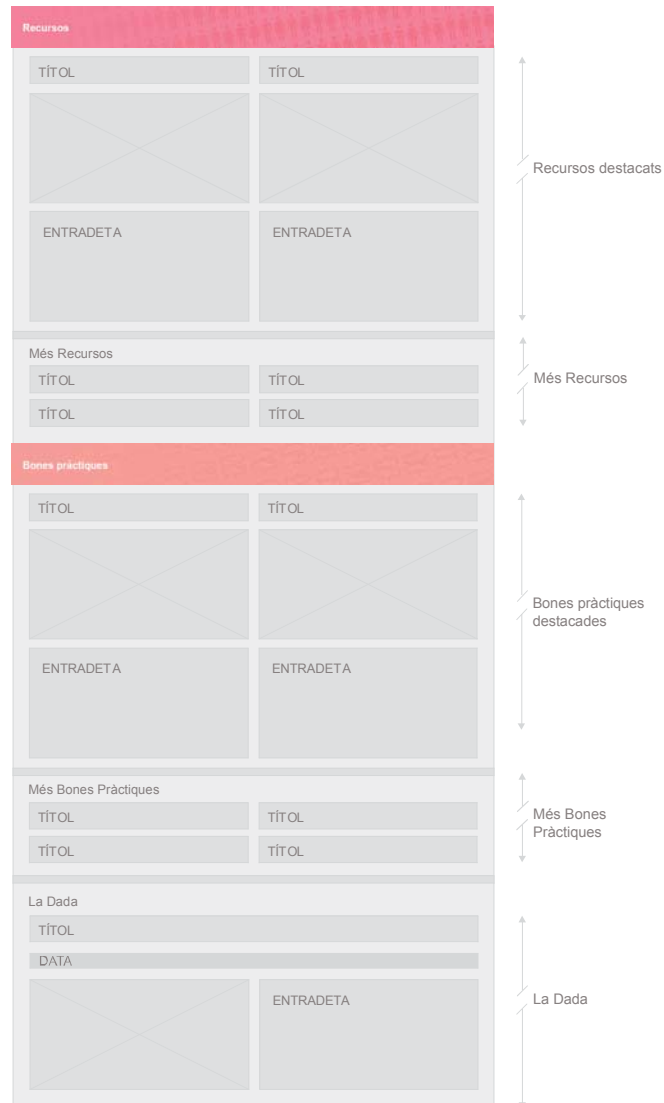 Recursos
TÍTOL TÍTOL
Recursos destacats
ENTRADETA ENTRADETA
Més Recursos
TÍTOL TÍTOL
Més Recursos
TÍTOL TÍTOL
Bones pràctiques
TÍTOL TÍTOL
Bones pràctiques
destacades
ENTRADETA ENTRADETA
Més Bones Pràctiques
TÍTOL TÍTOL
Més Bones
Pràctiques
TÍTOL TÍTOL
La Dada
TÍTOL
DATA
ENTRADETA
La Dada